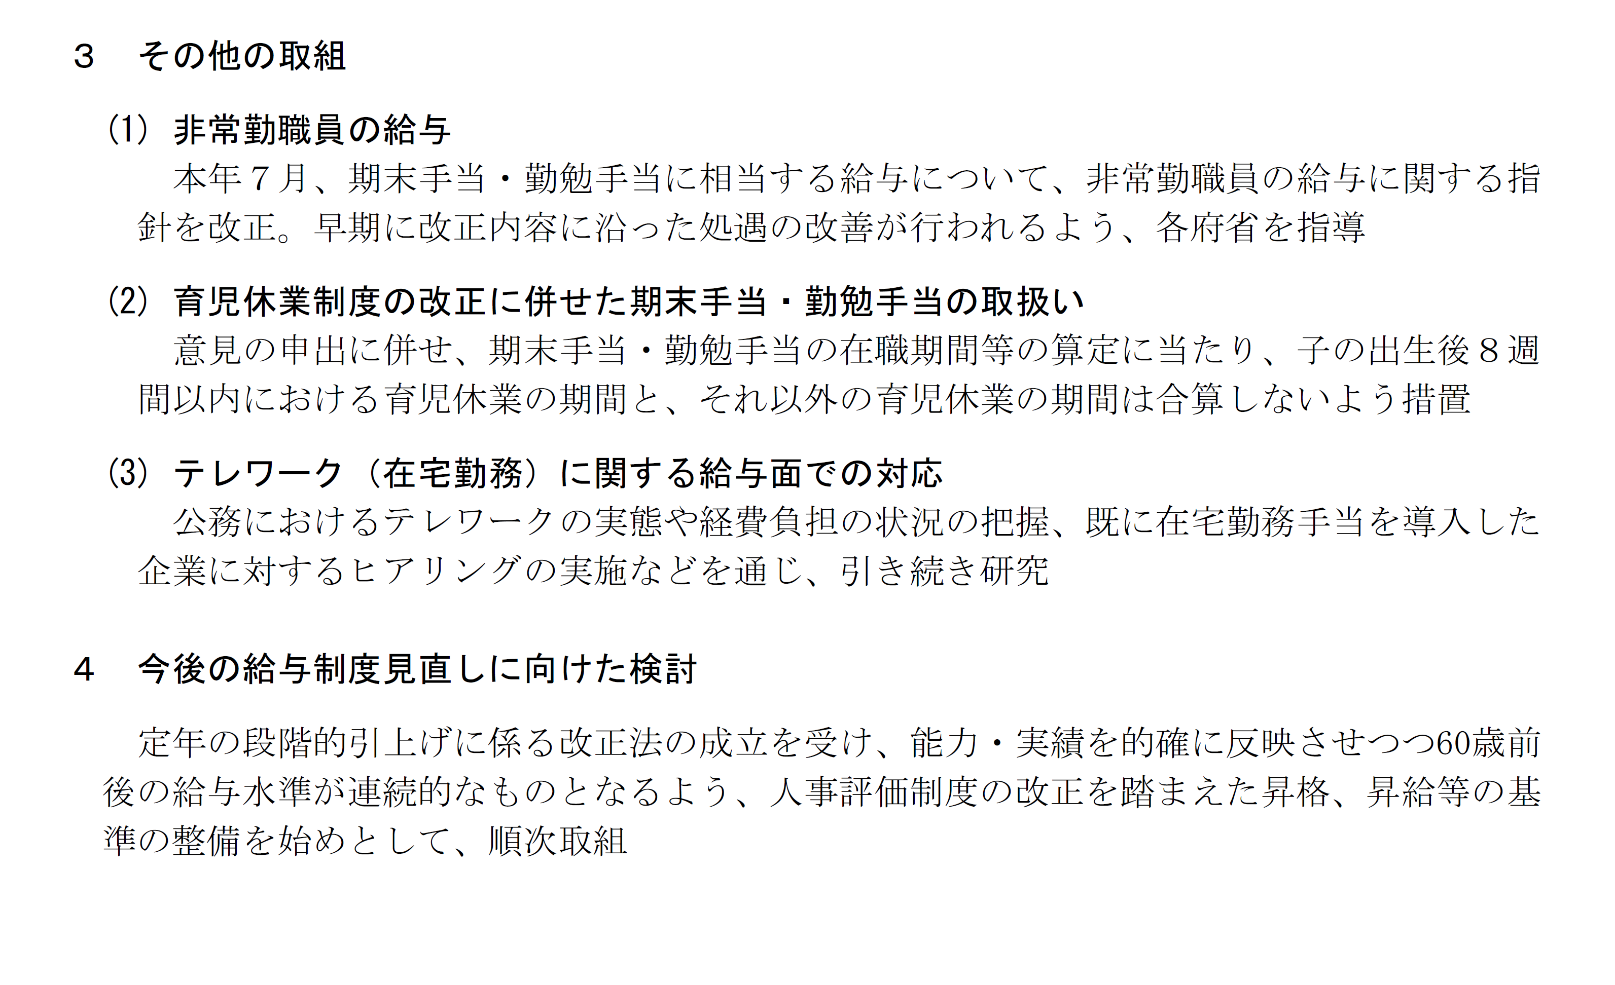 ３　その他の取組
(1) 非常勤職員の給与
本年７月、期末手当・勤勉手当に相当する給与について、非常勤職員の給与に関する指
針を改正。早期に改正内容に沿った処遇の改善が行われるよう、各府省を指導
(2) 育児休業制度の改正に併せた期末手当・勤勉手当の取扱い
意見の申出に併せ、期末手当・勤勉手当の在職期間等の算定に当たり、子の出生後８週
間以内における育児休業の期間と、それ以外の育児休業の期間は合算しないよう措置
(3) テレワーク（在宅勤務）に関する給与面での対応
公務におけるテレワークの実態や経費負担の状況の把握、既に在宅勤務手当を導入した
企業に対するヒアリングの実施などを通じ、引き続き研究
４　今後の給与制度見直しに向けた検討
定年の段階的引上げに係る改正法の成立を受け、能力・実績を的確に反映させつつ60歳前
後の給与水準が連続的なものとなるよう、人事評価制度の改正を踏まえた昇格、昇給等の基
準の整備を始めとして、順次取組